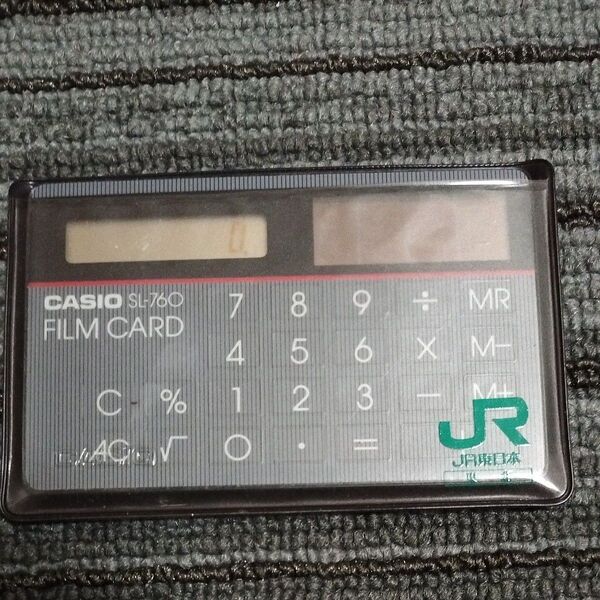 0.
CASIO SL-760
FILM CARD
7 8 9 ÷ MR
4 5 6 X M−
C % 1 2 3 − M+
AC √ 0 · =
JR
JR東日本